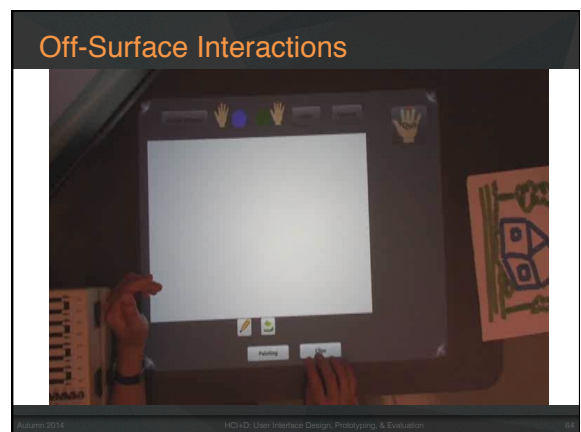 Off-Surface Interactions
Painting
Autumn 2014
HCI+D: User Interface Design, Prototyping, & Evaluation
64